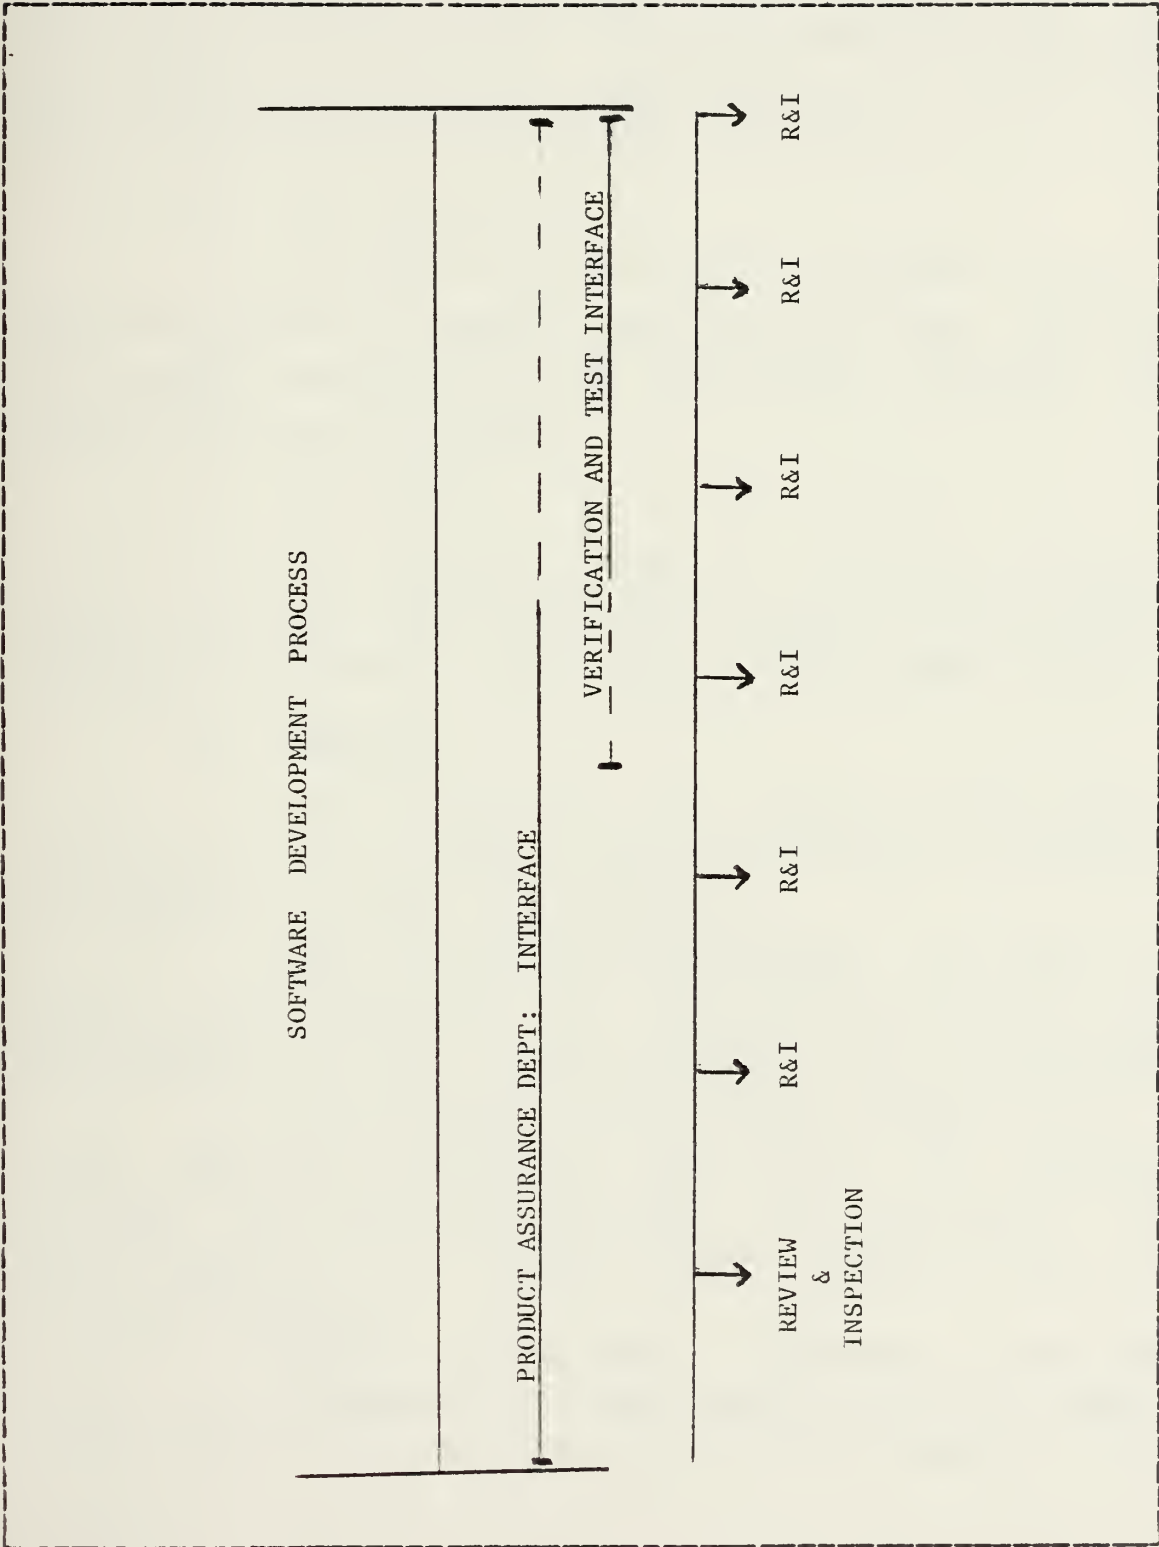 SOFTWARE DEVELOPMENT PROCESS
PRODUCT ASSURANCE DEPT: INTERFACE
VERIFICATION AND TEST INTERFACE
REVIEW
&
INSPECTION
R&I
R&I
R&I
R&I
R&I
R&I